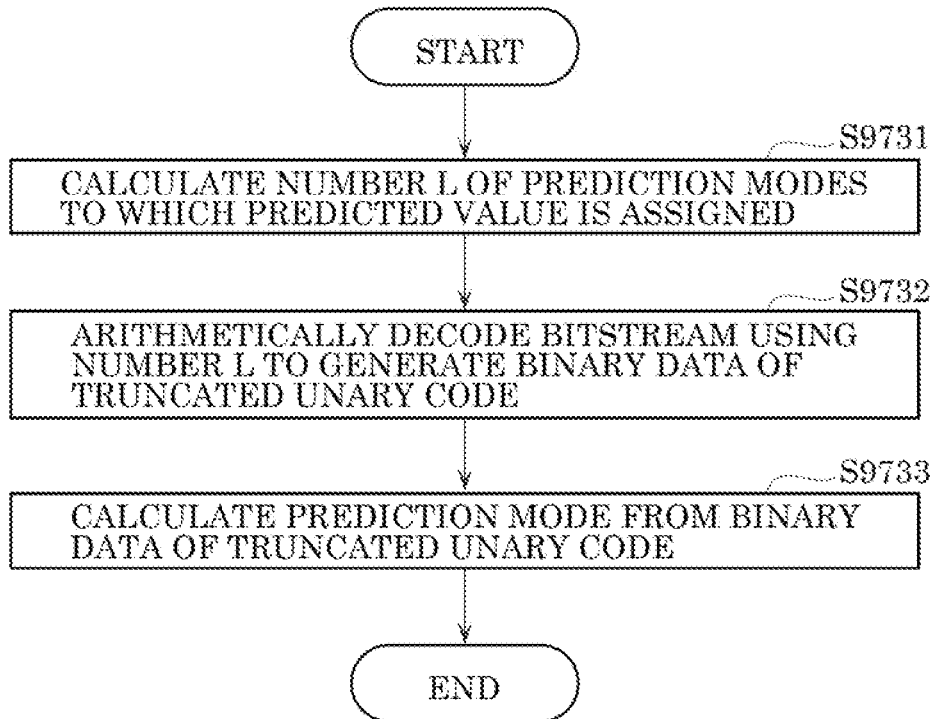 START
S9731
CALCULATE NUMBER L OF PREDICTION MODES
TO WHICH PREDICTED VALUE IS ASSIGNED
S9732
ARITHMETICALLY DECODE BITSTREAM USING
NUMBER L TO GENERATE BINARY DATA OF
TRUNCATED UNARY CODE
S9733
CALCULATE PREDICTION MODE FROM BINARY
DATA OF TRUNCATED UNARY CODE
END